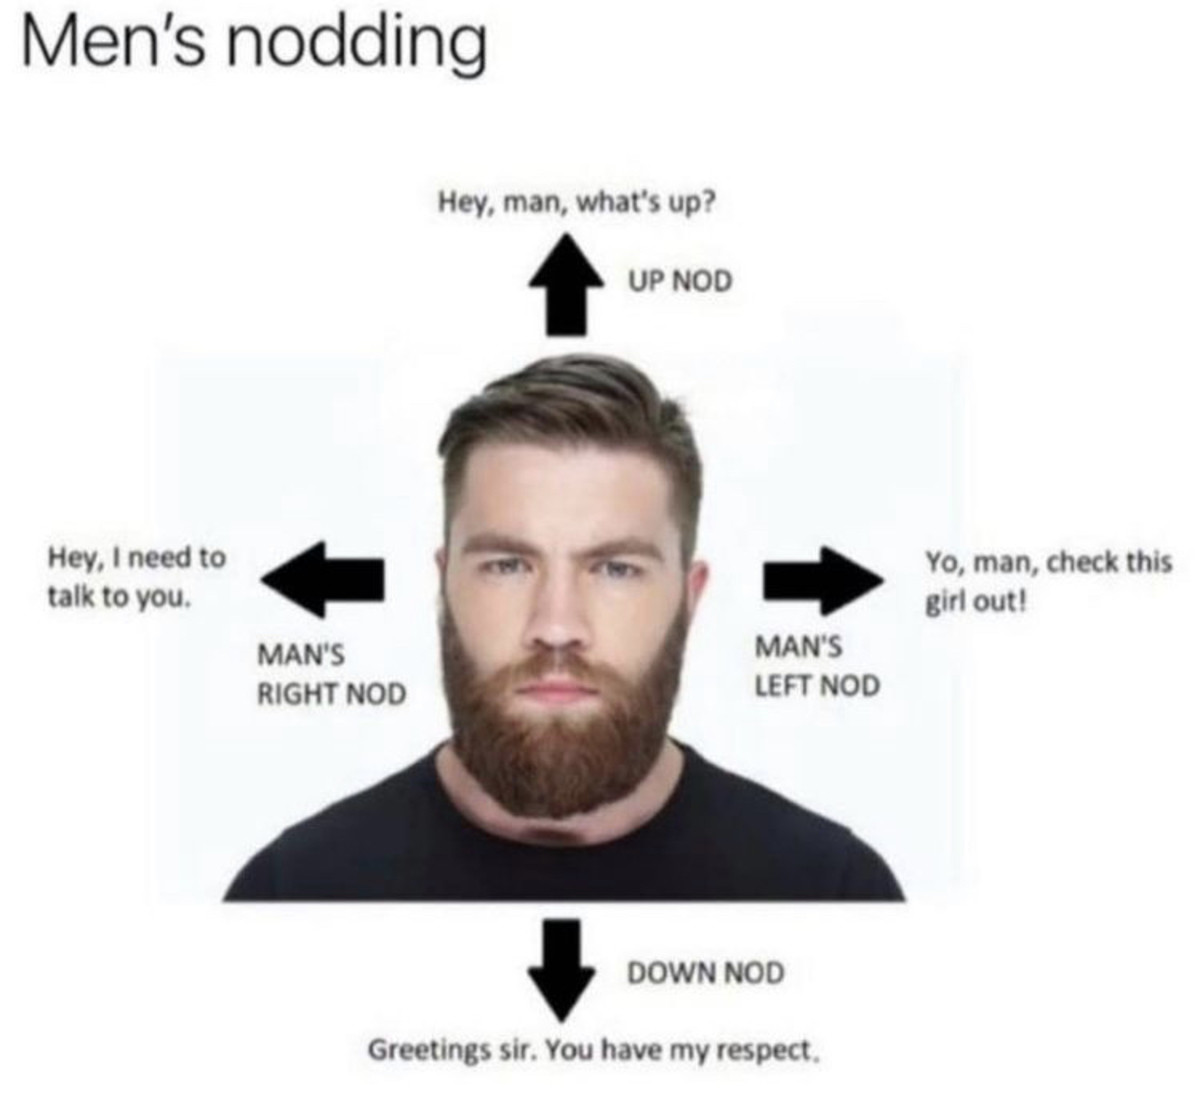 Men's nodding
Hey, man, what's up?
UP NOD
Hey, I need to
talk to you.
MAN'S
RIGHT NOD
Yo, man, check this
girl out!
MAN'S
LEFT NOD
DOWN NOD
Greetings sir. You have my respect.